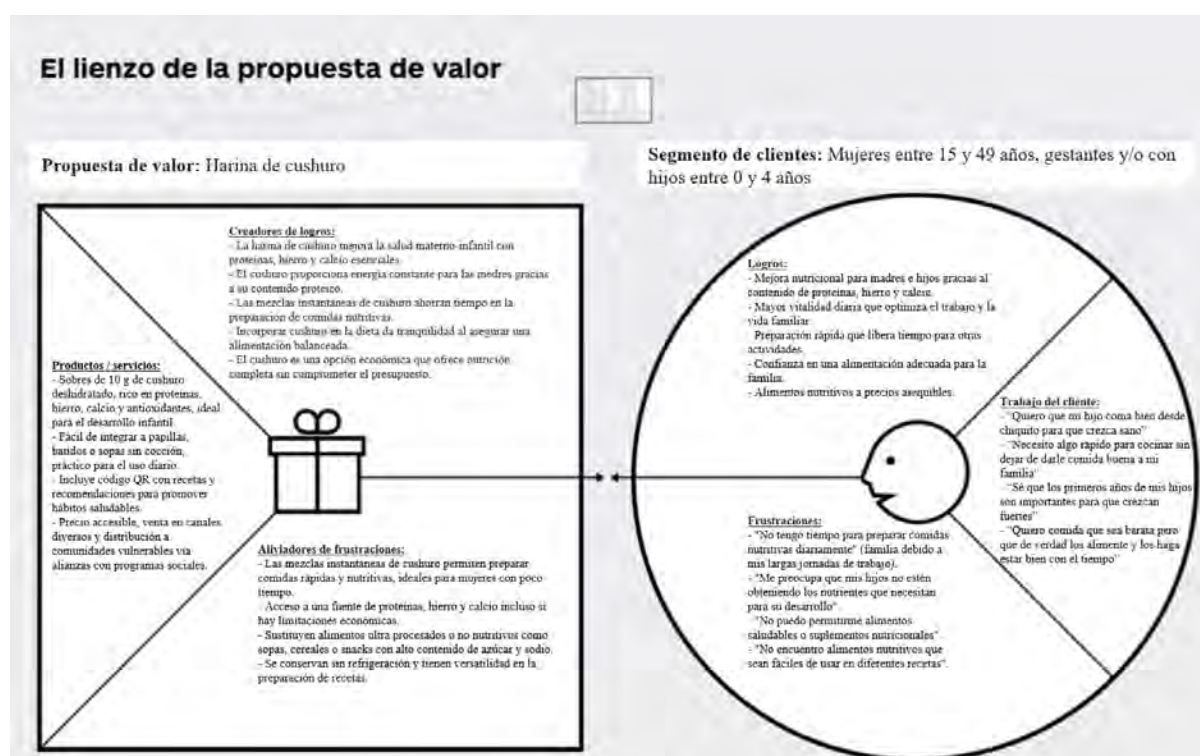 El lienzo de la propuesta de valor
Propuesta de valor: Harina de cushuro
Segmento de clientes: Mujeres entre 15 y 49 años, gestantes y/o con
hijos entre 0 y 4 años
Creadores de logros:
- La harina de cushuro mejora la salud materno-infantil con
proteínas, hierro y calcio esenciales.
- El cushuro proporciona energía constante para las madres gracias
a su contenido proteico.
- Las mezclas instantáneas de cushuro ahorran tiempo en la
preparación de comidas nutritivas.
- Incorporar cushuro en la dieta da tranquilidad al asegurar una
alimentación balanceada.
- El cushuro es una opción económica que ofrece nutrición
completa sin comprometer el presupuesto.
Productos / servicios:
- Sobres de 10 g de cushuro
deshidratado, rico en proteínas,
hierro, calcio y antioxidantes, ideal
para el desarrollo infantil
- Fácil de integrar a papillas,
batidos o sopas sin cocción,
práctico para el uso diario.
- Incluye código QR con recetas y
recomendaciones para promover
hábitos saludables.
- Precio accesible, venta en canales
diversos y distribución a
comunidades vulnerables vía
alianzas con programas sociales.
Aliviadores de frustraciones:
- Las mezclas instantáneas de cushuro permiten preparar
comidas rápidas y nutritivas, ideales para mujeres con poco
tiempo.
- Acceso a una fuente de proteínas, hierro y calcio incluso si
hay limitaciones económicas.
- Sustituyen alimentos ultra procesados o no nutritivos como
sopas, cereales o snacks con alto contenido de azúcar y sodio.
- Se conservan sin refrigeración y tienen versatilidad en la
preparación de recetas.
Logros:
- Mejora nutricional para madres e hijos gracias al
contenido de proteínas, hierro y calcio.
- Mayor vitalidad diaria que optimiza el trabajo y la
vida familiar.
- Preparación rápida que libera tiempo para otras
actividades.
- Confianza en una alimentación adecuada para la
familia.
- Alimentos nutritivos a precios asequibles.
Trabajo del cliente:
- "Quiero que mi hijo coma bien desde
chiquito para que crezca sano"
- "Necesito algo rápido para cocinar sin
dejar de darle comida buena a mi
familia"
- "Sé que los primeros años de mis hijos
son importantes para que crezcan
fuertes"
- "Quiero comida que sea barata pero
que de verdad los alimente y los haga
estar bien con el tiempo"
Frustraciones:
- "No tengo tiempo para preparar comidas
nutritivas diariamente" (familia debido a
mis largas jornadas de trabajo).
- "Me preocupa que mis hijos no estén
obteniendo los nutrientes que necesitan
para su desarrollo"
- "No puedo permitirme alimentos
saludables o suplementos nutricionales"
- "No encuentro alimentos nutritivos que
sean fáciles de usar en diferentes recetas".